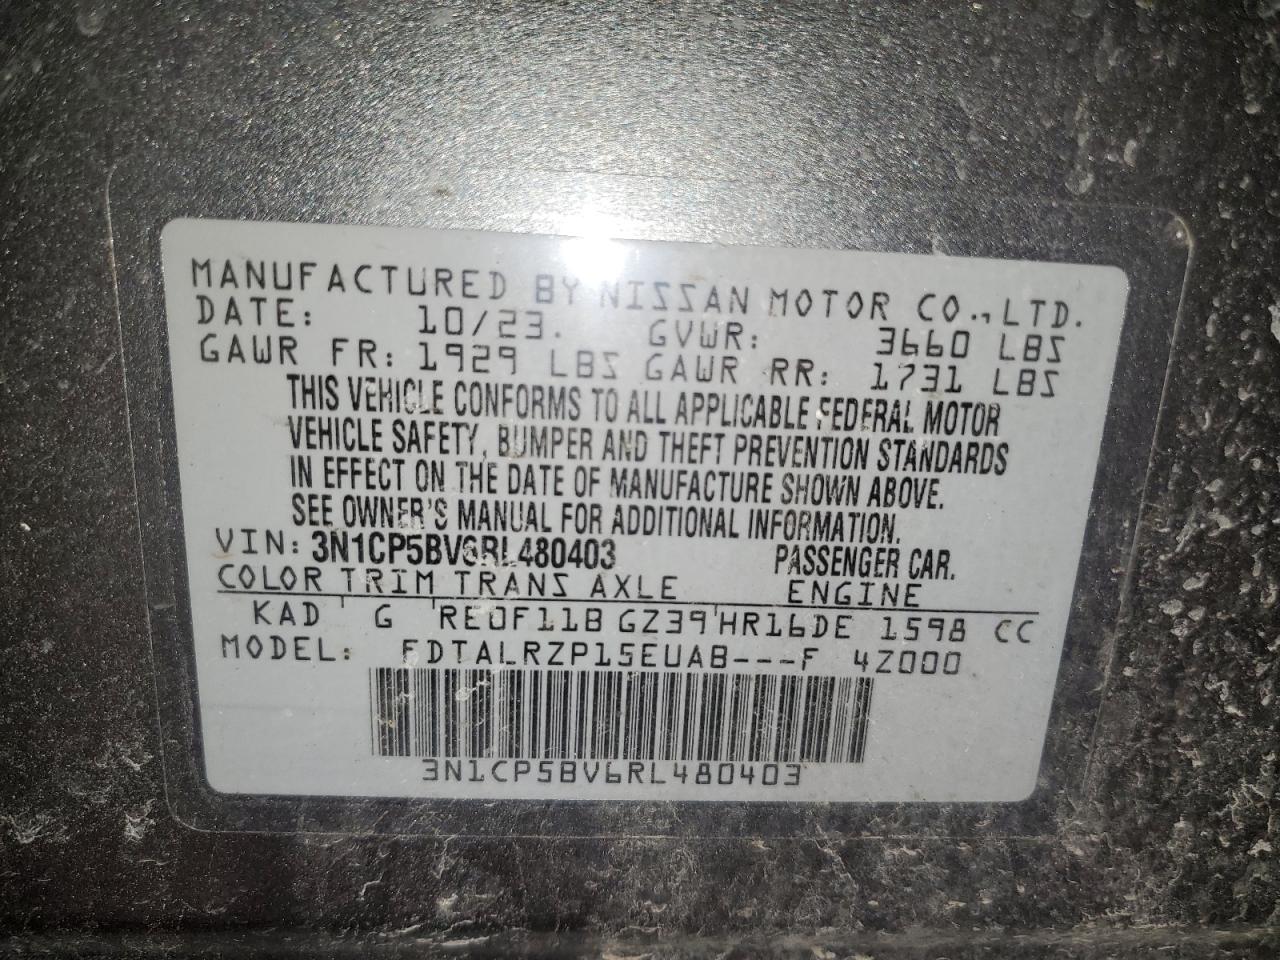 MANUFACTURED BY NISSAN MOTOR CO., LTD.
DATE: 10/23. GVWR: 3660 LBS
GAWR FR: 1929 LBS GAWR RR: 1731 LBS
THIS VEHICLE CONFORMS TO ALL APPLICABLE FEDERAL MOTOR
VEHICLE SAFETY, BUMPER AND THEFT PREVENTION STANDARDS
IN EFFECT ON THE DATE OF MANUFACTURE SHOWN ABOVE.
SEE OWNER'S MANUAL FOR ADDITIONAL INFORMATION.
VIN: 3N1CP5BV6RL480403 PASSENGER CAR.
COLOR TRIM TRANS AXLE ENGINE
KAD G RE0F11B GZ39 HR16DE 1598 CC
MODEL: FDTALRZP15EUAB---F 4Z000
3N1CP5BV6RL480403